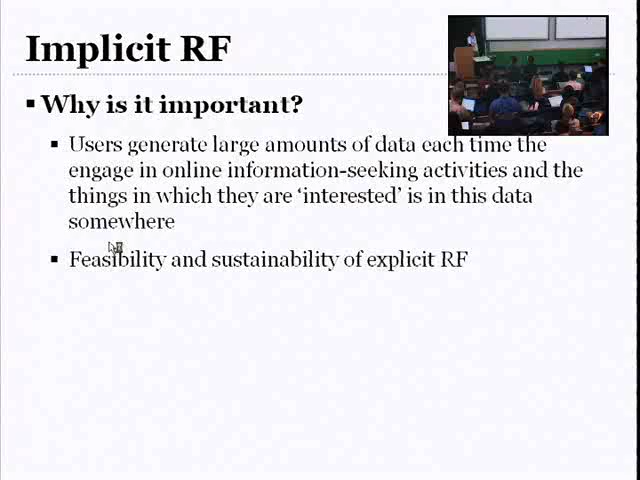 Implicit RF
Why is it important?
Users generate large amounts of data each time the
engage in online information-seeking activities and the
things in which they are ‘interested’ is in this data
somewhere
Feasibility and sustainability of explicit RF